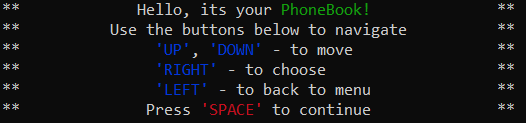 ** Hello, its your PhoneBook! **
** Use the buttons below to navigate **
** 'UP', 'DOWN' - to move **
** 'RIGHT' - to choose **
** 'LEFT' - to back to menu **
** Press 'SPACE' to continue **